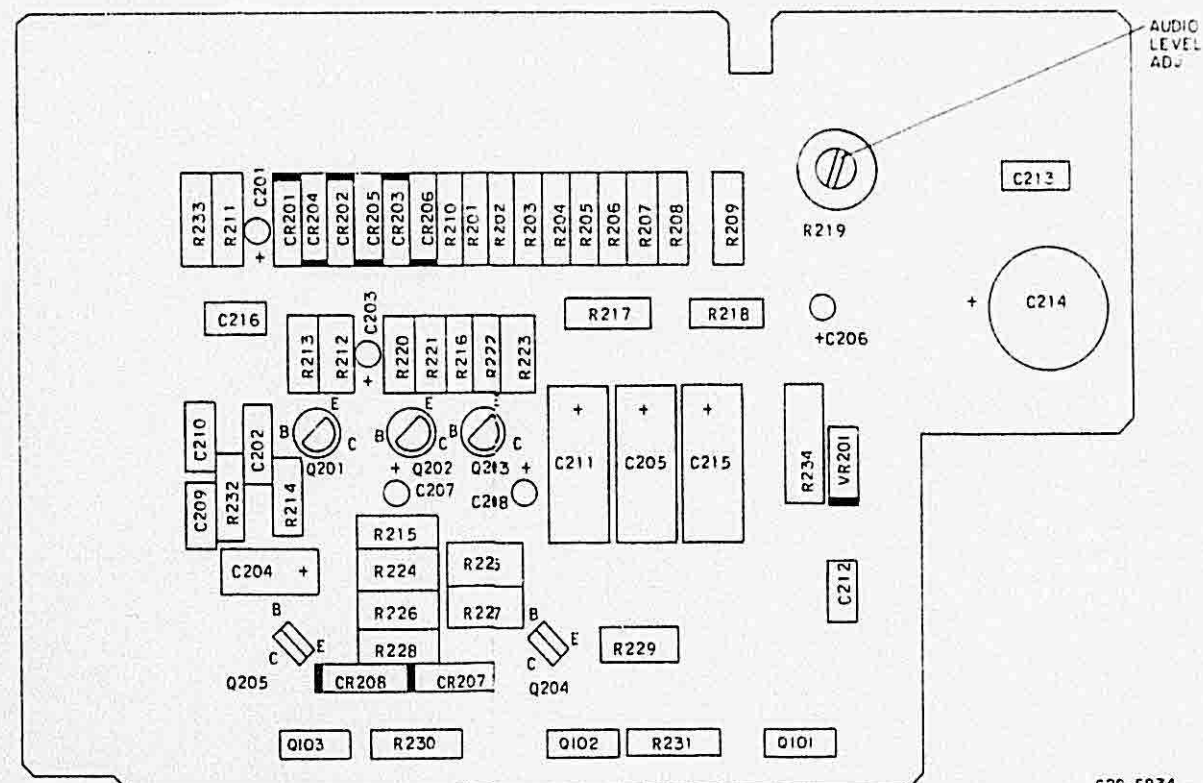 AUDIO
LEVEL
ADJ
R233
R211
C201
+
CR201
CR204
CR202
CR205
CR203
CR206
R210
R201
R202
R203
R204
R205
R206
R207
R208
R209
R219
C213
C216
R213
R212
C203
+
R220
R221
R216
R222
R223
R217
R218
+C206
+
C214
C210
C202
B
E
C
Q201
B
E
C
Q202
B
C
Q203
+
C207
+
C208
+
C211
+
C205
+
C215
R234
VR201
C209
R232
R214
R215
C204 +
R224
R225
R226
R227
R228
C212
B
E
C
Q205
CR208
CR207
B
E
C
Q204
R229
Q103
R230
Q102
R231
Q101